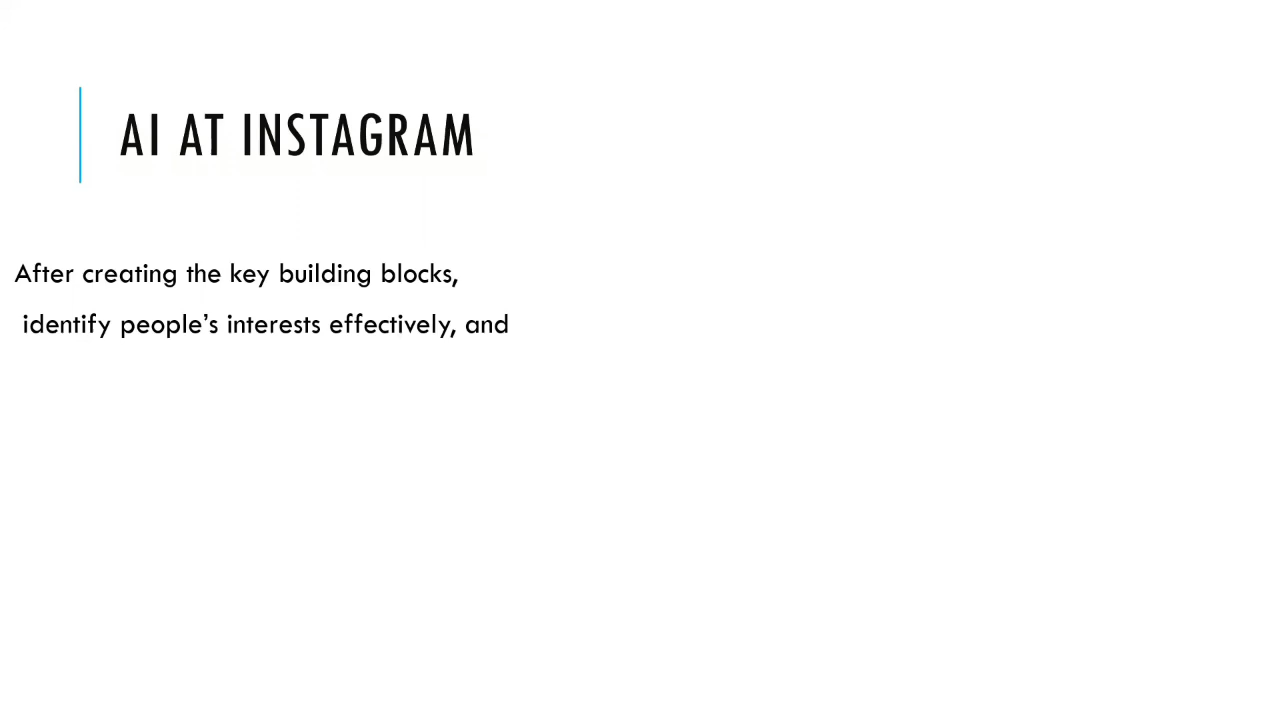 AI AT INSTAGRAM
After creating the key building blocks,
identify people’s interests effectively, and